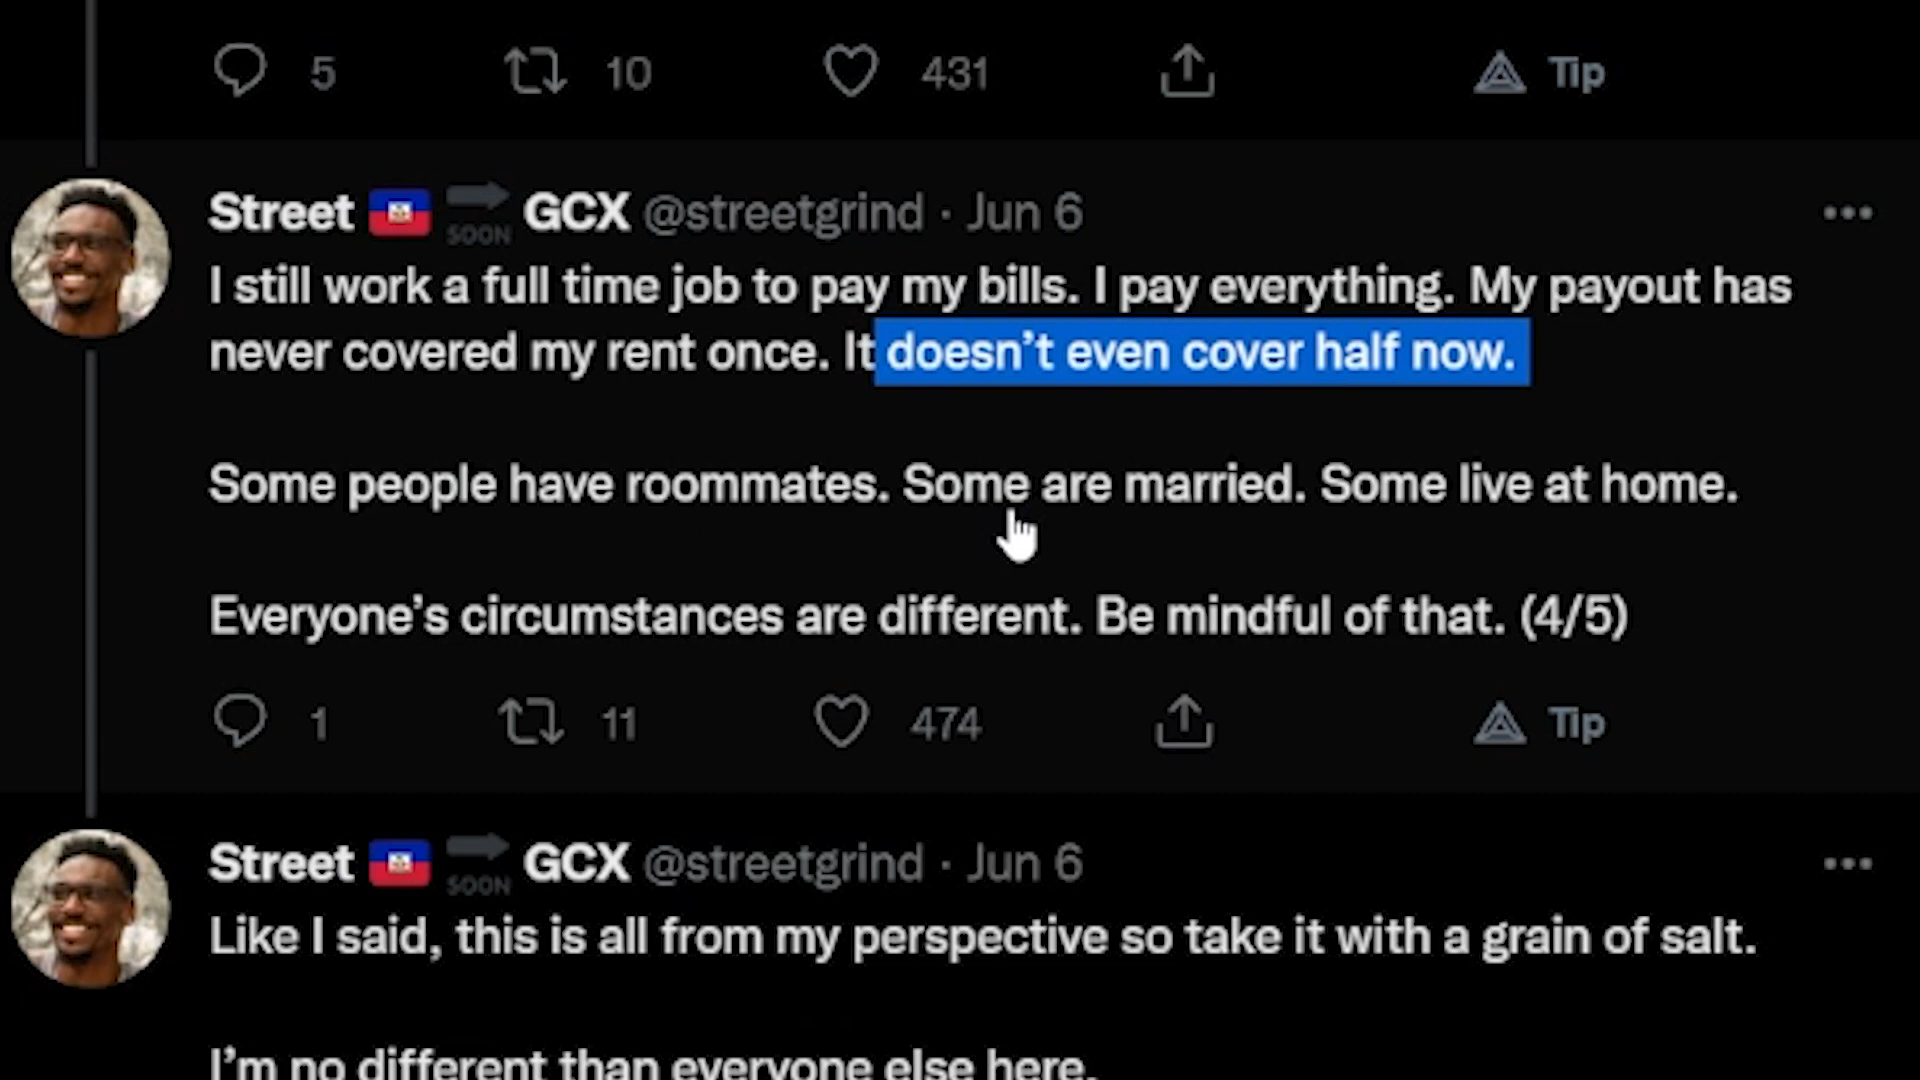 5 10 431 Tip
Street SOON GCX @streetgrind · Jun 6
I still work a full time job to pay my bills. I pay everything. My payout has
never covered my rent once. It doesn’t even cover half now.
Some people have roommates. Some are married. Some live at home.
Everyone’s circumstances are different. Be mindful of that. (4/5)
1 11 474 Tip
Street SOON GCX @streetgrind · Jun 6
Like I said, this is all from my perspective so take it with a grain of salt.
I’m no different than everyone else here.